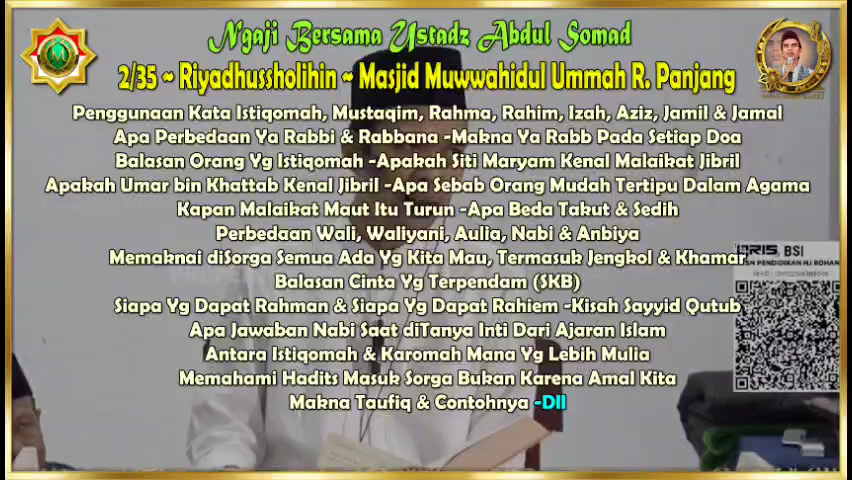 Ngaji Bersama Ustadz Abdul Somad
2/35 ~ Riyadhussholihin ~ Masjid Muwwahidul Ummah R. Panjang
Penggunaan Kata Istiqomah, Mustaqim, Rahma, Rahim, Izah, Aziz, Jamil & Jamal
Apa Perbedaan Ya Rabbi & Rabbana -Makna Ya Rabb Pada Setiap Doa
Balasan Orang Yg Istiqomah -Apakah Siti Maryam Kenal Malaikat Jibril
Apakah Umar bin Khattab Kenal Jibril -Apa Sebab Orang Mudah Tertipu Dalam Agama
Kapan Malaikat Maut Itu Turun -Apa Beda Takut & Sedih
Perbedaan Wali, Waliyani, Aulia, Nabi & Anbiya
Memaknai diSorga Semua Ada Yg Kita Mau, Termasuk Jengkol & Khamar
Balasan Cinta Yg Terpendam (SKB)
Siapa Yg Dapat Rahman & Siapa Yg Dapat Rahiem -Kisah Sayyid Qutub
Apa Jawaban Nabi Saat diTanya Inti Dari Ajaran Islam
Antara Istiqomah & Karomah Mana Yg Lebih Mulia
Memahami Hadits Masuk Sorga Bukan Karena Amal Kita
Makna Taufiq & Contohnya -Dll
QRIS, BSI
PENDIDIKAN HJ ROHAN